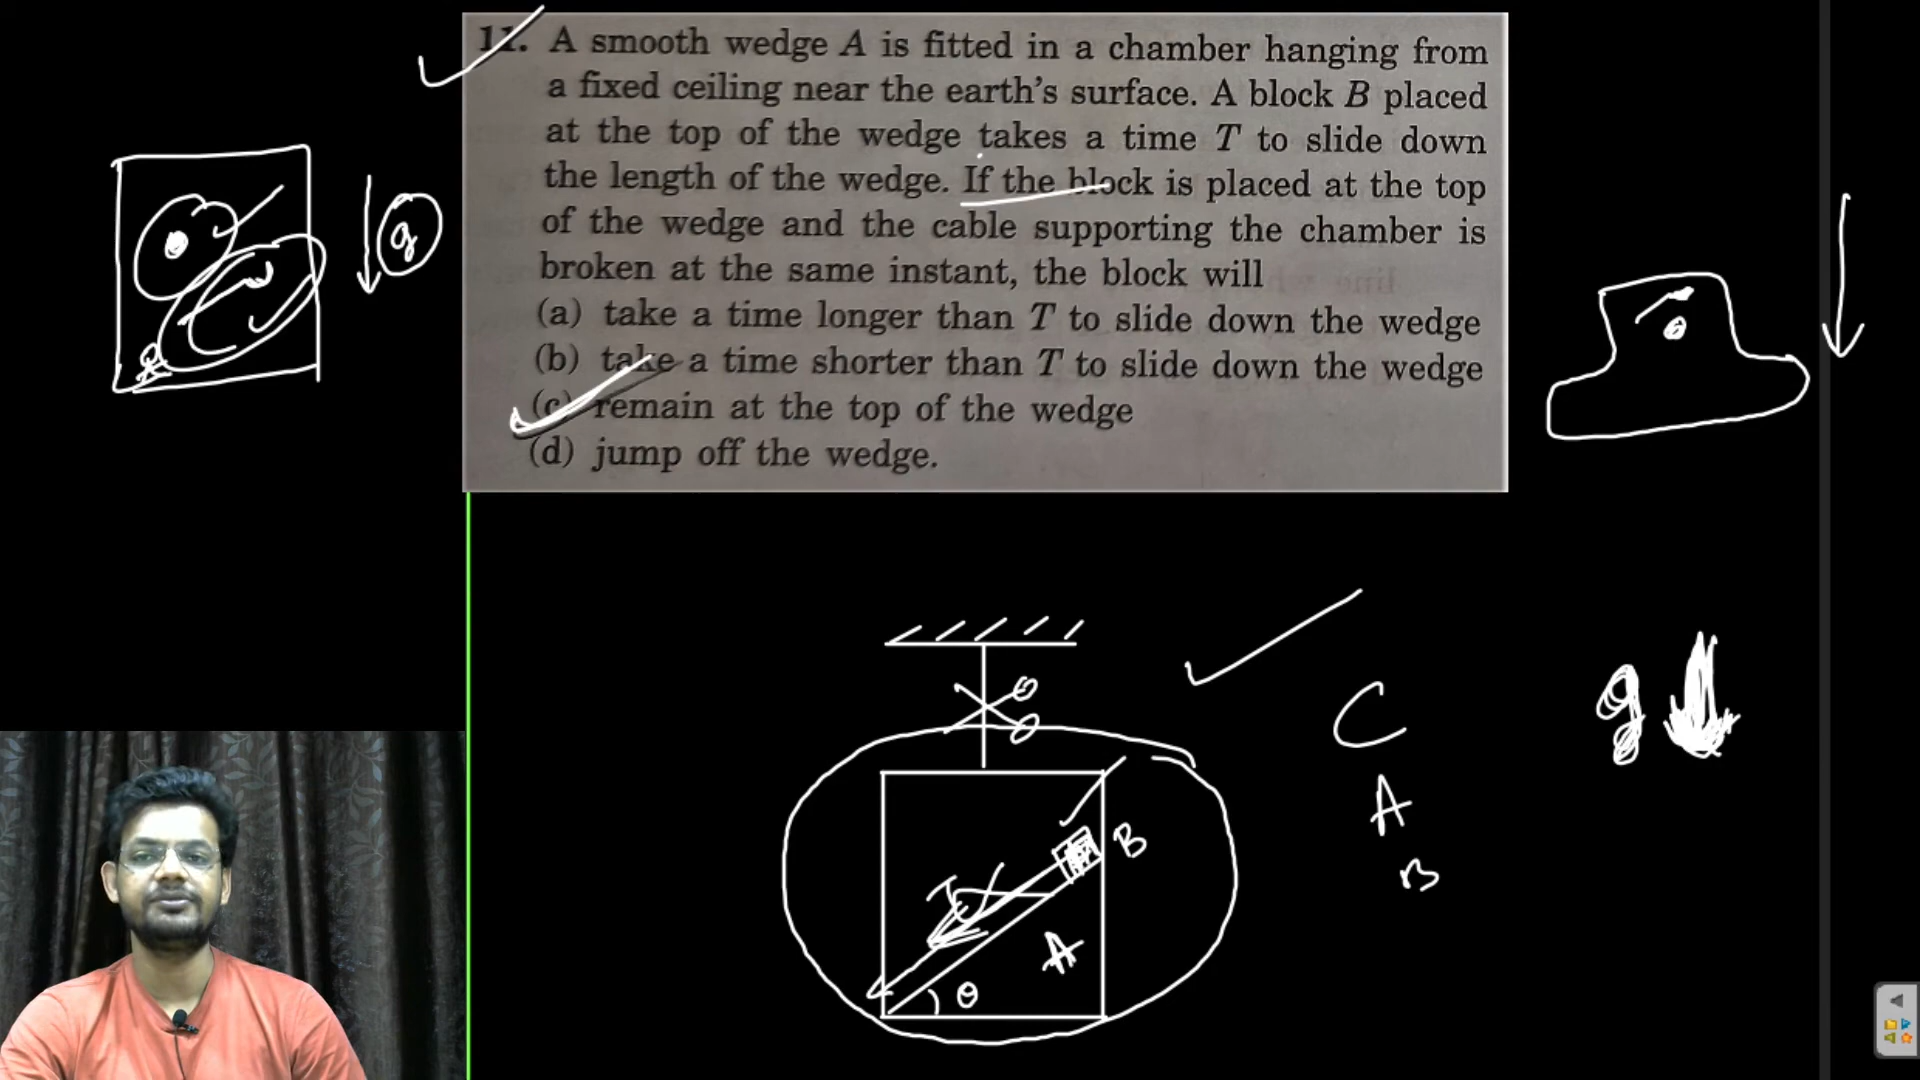 11. A smooth wedge A is fitted in a chamber hanging from
a fixed ceiling near the earth's surface. A block B placed
at the top of the wedge takes a time T to slide down
the length of the wedge. If the block is placed at the top
of the wedge and the cable supporting the chamber is
broken at the same instant, the block will
(a) take a time longer than T to slide down the wedge
(b) take a time shorter than T to slide down the wedge
(c) remain at the top of the wedge
(d) jump off the wedge.
g
B
A
θ
C
A
B
g